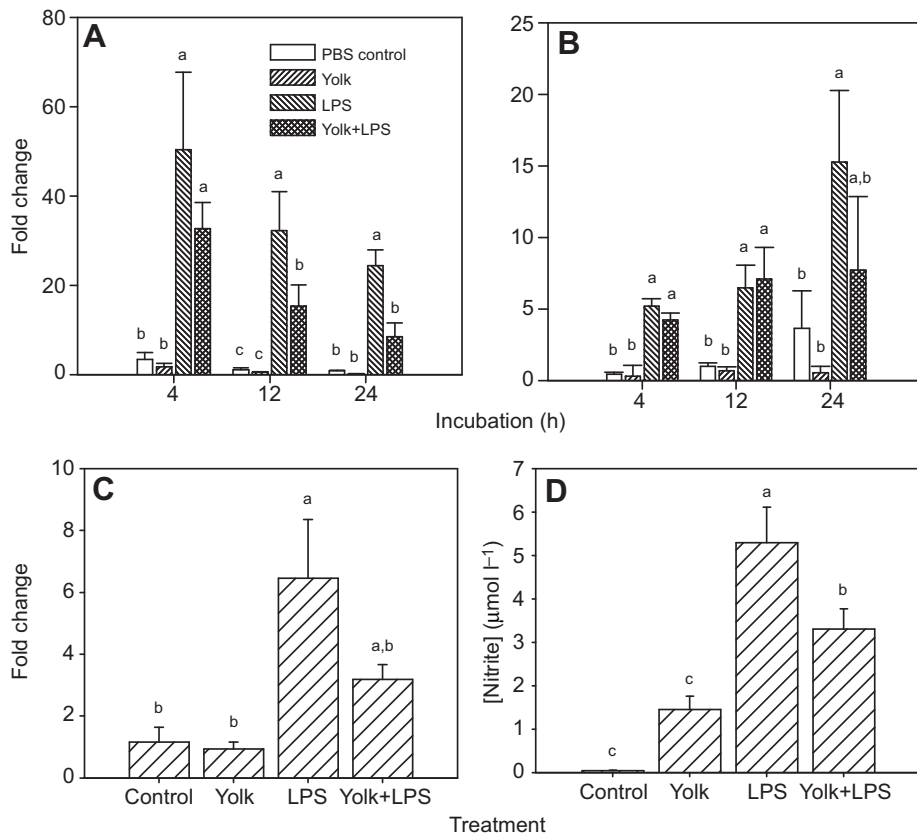 A
80
60
40
20
0
Fold change
a
a
a
a
a
b
b
b
b
c
c
b
b
PBS control
Yolk
LPS
Yolk+LPS
4
12
24
B
25
20
15
10
5
0
b
b
a
a
b
b
a
a
b
b
a
a,b
4
12
24
Incubation (h)
C
10
8
6
4
2
0
Fold change
b
b
a
a,b
Control
Yolk
LPS
Yolk+LPS
D
7
6
5
4
3
2
1
0
[Nitrite] (µmol l⁻¹)
c
c
a
b
Control
Yolk
LPS
Yolk+LPS
Treatment